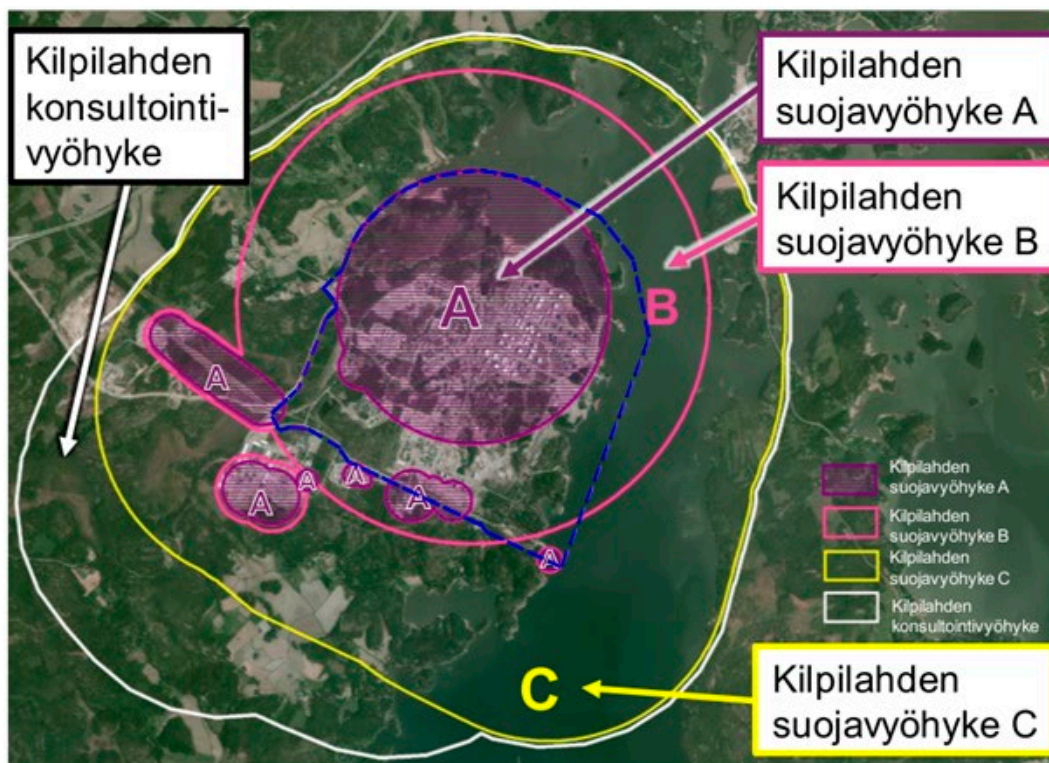 Kilpilahden
konsultointi-
vyöhyke
Kilpilahden
suojavyöhyke A
Kilpilahden
suojavyöhyke B
A
B
A
A
A
A
A
A
Kilpilahden
suojavyöhyke A
Kilpilahden
suojavyöhyke B
Kilpilahden
suojavyöhyke C
Kilpilahden
konsultointivyöhyke
C
Kilpilahden
suojavyöhyke C